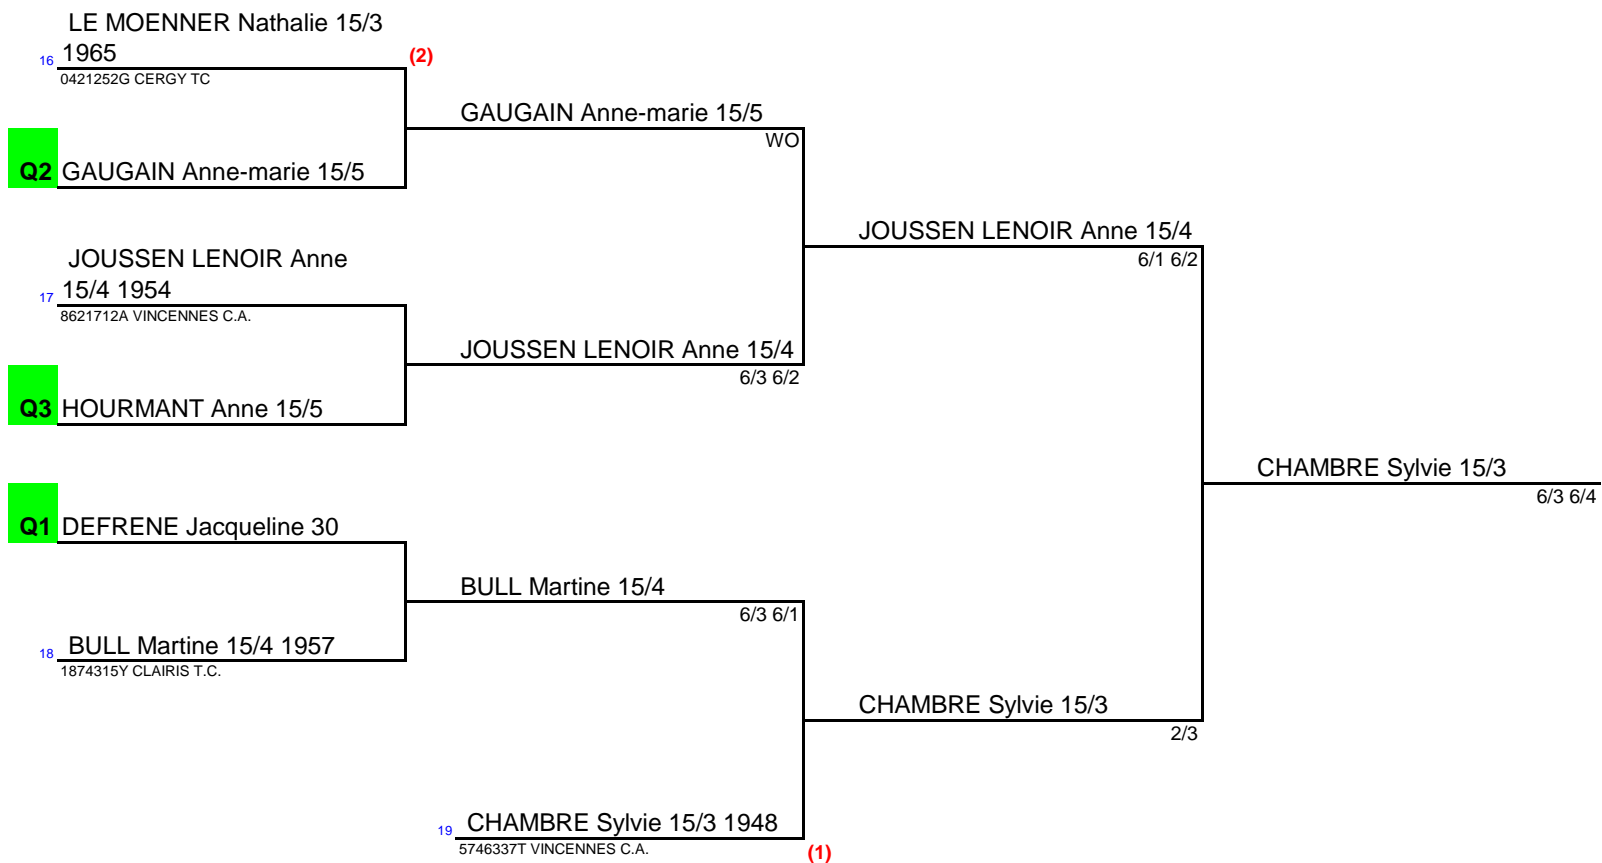 LE MOENNER Nathalie 15/3
16 1965 (2)
0421252G CERGY TC
GAUGAIN Anne-marie 15/5
WO
Q2 GAUGAIN Anne-marie 15/5
JOUSSEN LENOIR Anne 15/4
6/1 6/2
JOUSSEN LENOIR Anne
17 15/4 1954
8621712A VINCENNES C.A.
JOUSSEN LENOIR Anne 15/4
6/3 6/2
Q3 HOURMANT Anne 15/5
CHAMBRE Sylvie 15/3
6/3 6/4
Q1 DEFRENE Jacqueline 30
BULL Martine 15/4
6/3 6/1
18 BULL Martine 15/4 1957
1874315Y CLAIRIS T.C.
CHAMBRE Sylvie 15/3
2/3
19 CHAMBRE Sylvie 15/3 1948
5746337T VINCENNES C.A.
(1)